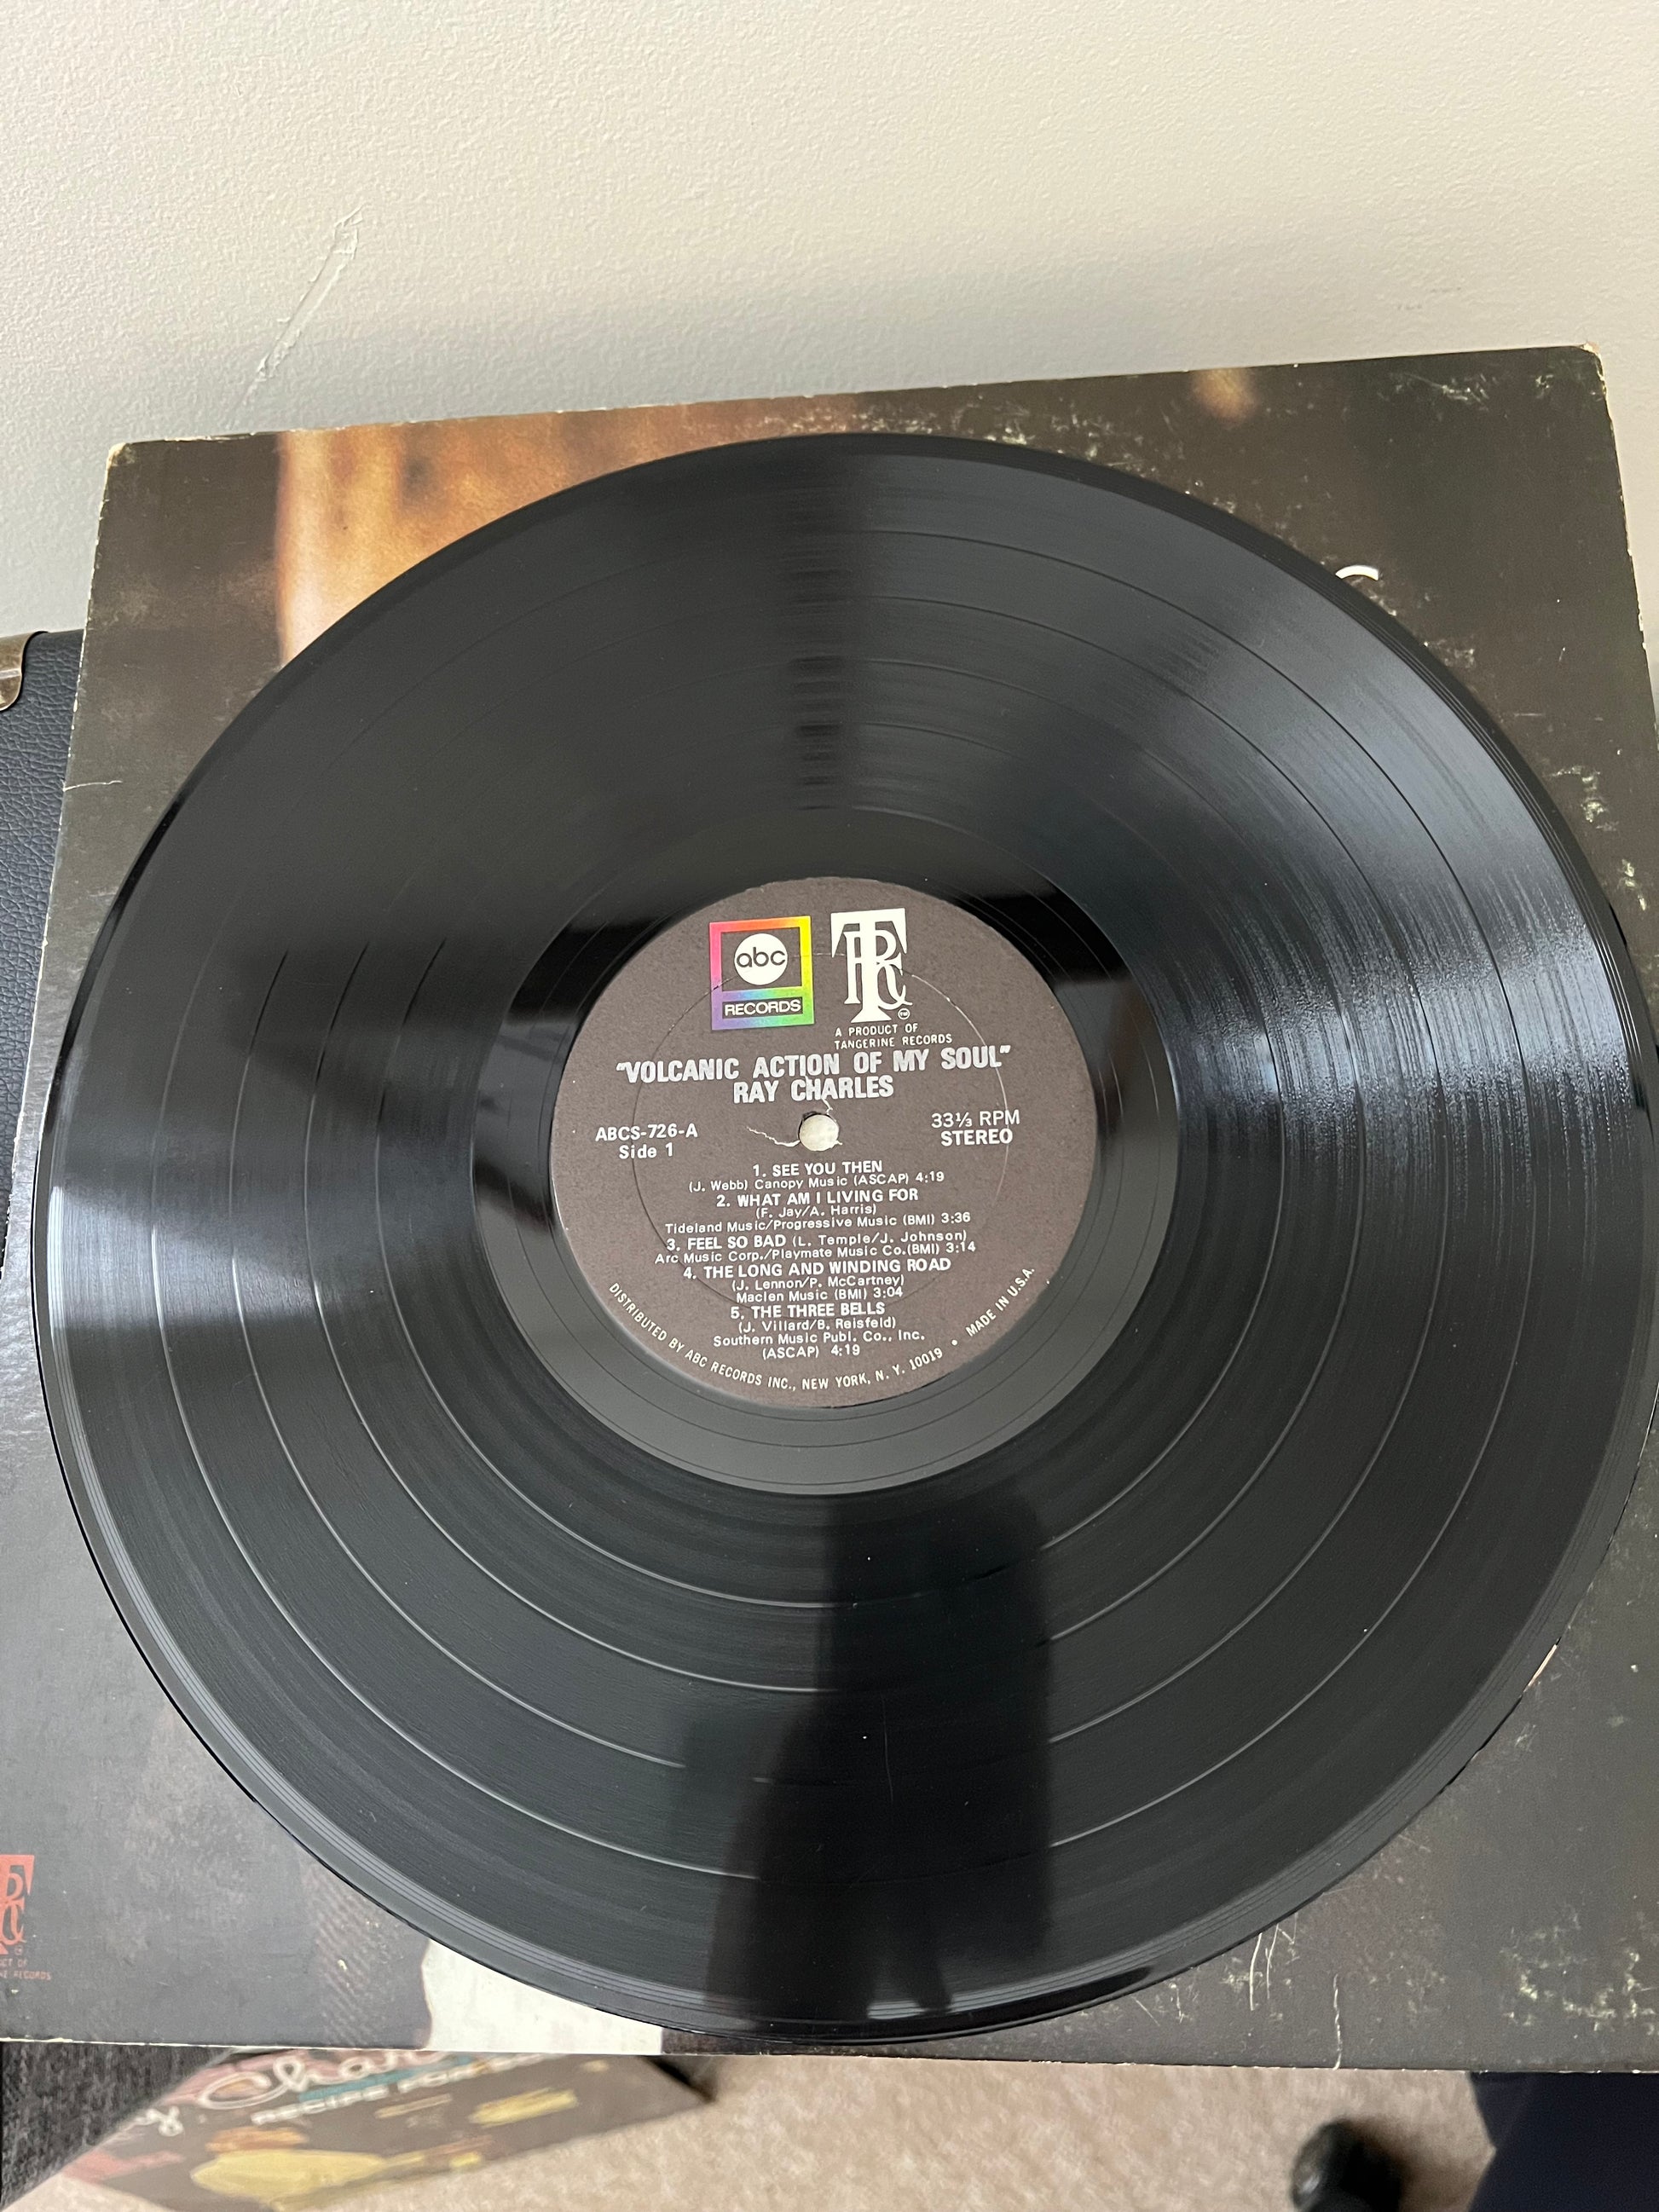 abc
RECORDS
TRC
A PRODUCT OF
TANGERINE RECORDS
"VOLCANIC ACTION OF MY SOUL"
RAY CHARLES
ABCS-726-A
Side 1
33⅓ RPM
STEREO
1. SEE YOU THEN
(J. Webb) Canopy Music (ASCAP) 4:19
2. WHAT AM I LIVING FOR
(F. Jay/A. Harris)
Tideland Music/Progressive Music (BMI) 3:36
3. FEEL SO BAD (L. Temple/J. Johnson)
Arc Music Corp./Playmate Music Co.(BMI) 3:14
4. THE LONG AND WINDING ROAD
(J. Lennon/P. McCartney)
Maclen Music (BMI) 3:04
5. THE THREE BELLS
(J. Villard/B. Reisfeld)
Southern Music Publ. Co., Inc.
(ASCAP) 4:19
DISTRIBUTED BY ABC RECORDS INC., NEW YORK, N. Y. 10019 • MADE IN U.S.A.
RECORDS
RECIPE